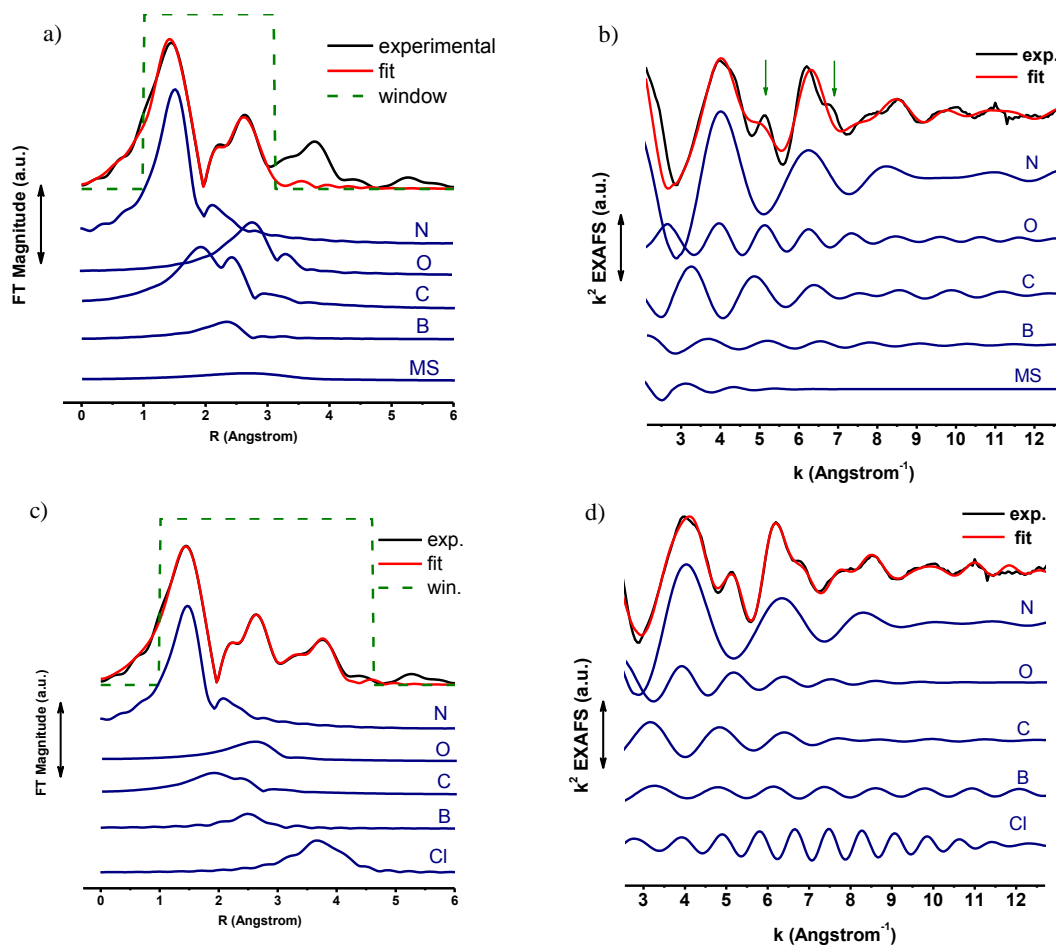 a)
experimental
fit
window
FT Magnitude (a.u.)
N
O
C
B
MS
0 1 2 3 4 5 6
R (Angstrom)
b)
exp.
fit
k² EXAFS (a.u.)
N
O
C
B
MS
3 4 5 6 7 8 9 10 11 12
k (Angstrom⁻¹)
c)
exp.
fit
win.
FT Magnitude (a.u.)
N
O
C
B
Cl
0 1 2 3 4 5 6
R (Angstrom)
d)
exp.
fit
k² EXAFS (a.u.)
N
O
C
B
Cl
3 4 5 6 7 8 9 10 11 12
k (Angstrom⁻¹)